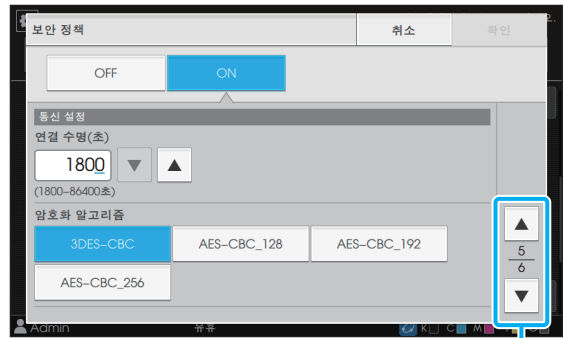 보안 정책
취소
확인
OFF
ON
통신 설정
연결 수명(초)
1800
(1800–86400초)
암호화 알고리즘
3DES–CBC
AES–CBC_128
AES–CBC_192
AES–CBC_256
5
6
Admin
유휴
K
C
M